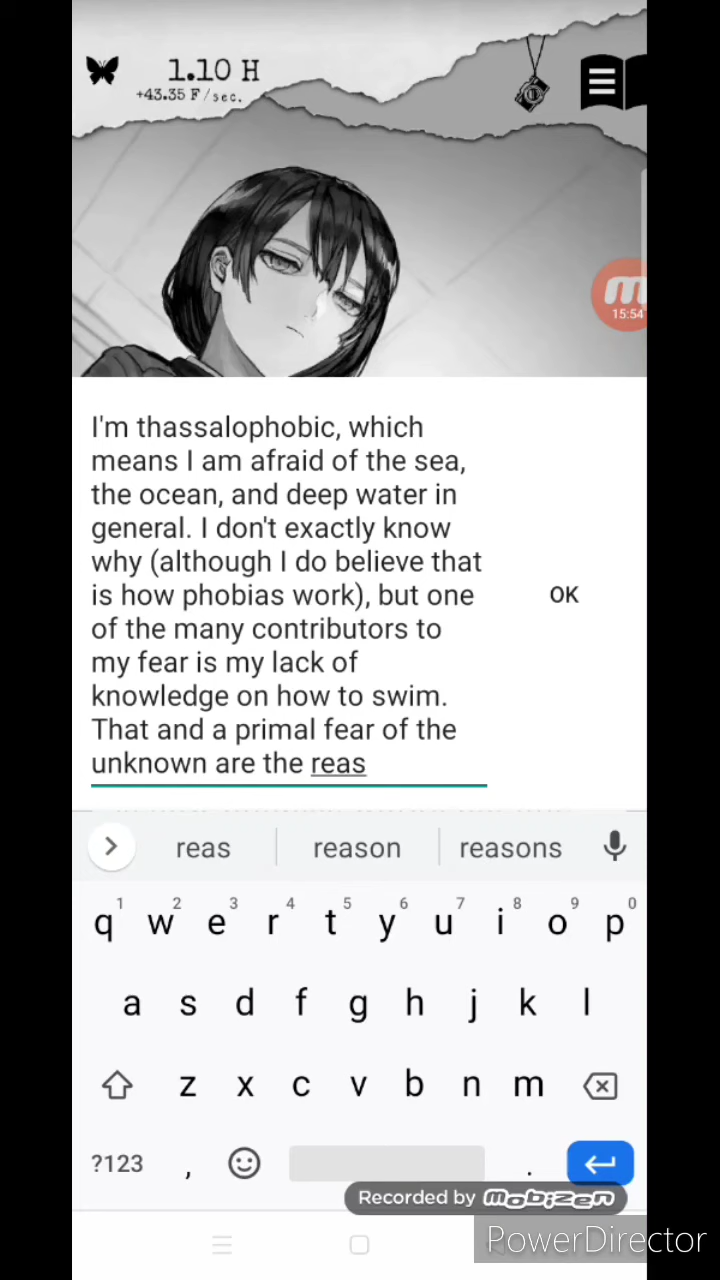 1.10 H
+43.35 F/sec.
15:54
I'm thassalophobic, which
means I am afraid of the sea,
the ocean, and deep water in
general. I don't exactly know
why (although I do believe that
is how phobias work), but one
of the many contributors to
my fear is my lack of
knowledge on how to swim.
That and a primal fear of the
unknown are the reas
OK
reas reason reasons
1 2 3 4 5 6 7 8 9 0
q w e r t y u i o p
a s d f g h j k l
z x c v b n m
?123 , .
Recorded by mobizen
PowerDirector